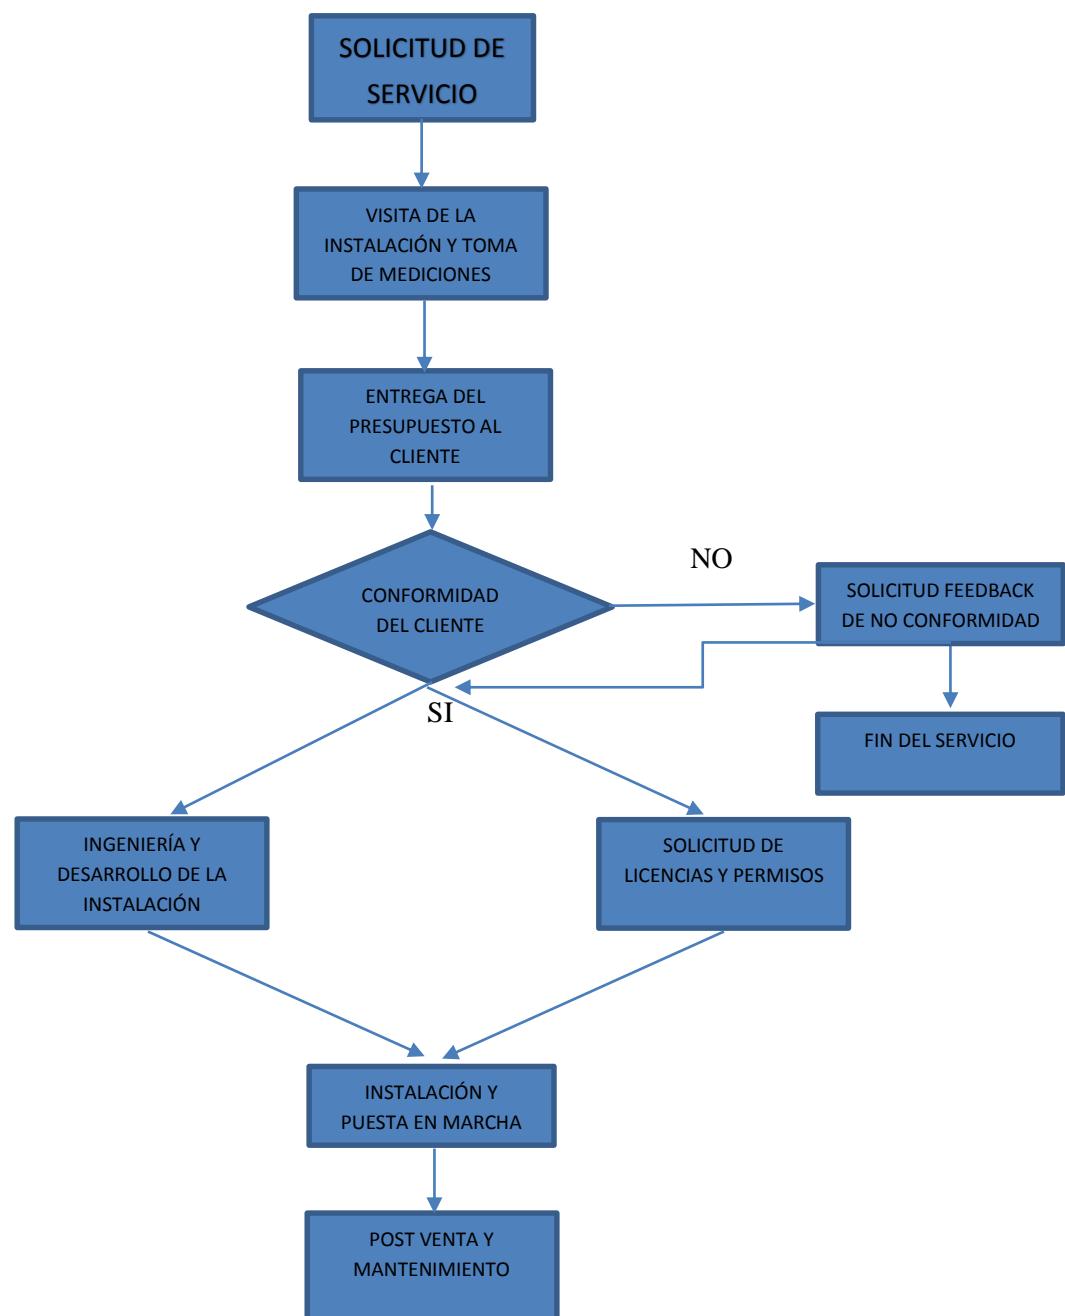 SOLICITUD DE
SERVICIO
VISITA DE LA
INSTALACIÓN Y TOMA
DE MEDICIONES
ENTREGA DEL
PRESUPUESTO AL
CLIENTE
CONFORMIDAD
DEL CLIENTE
NO
SOLICITUD FEEDBACK
DE NO CONFORMIDAD
SI
FIN DEL SERVICIO
INGENIERÍA Y
DESARROLLO DE LA
INSTALACIÓN
SOLICITUD DE
LICENCIAS Y PERMISOS
INSTALACIÓN Y
PUESTA EN MARCHA
POST VENTA Y
MANTENIMIENTO